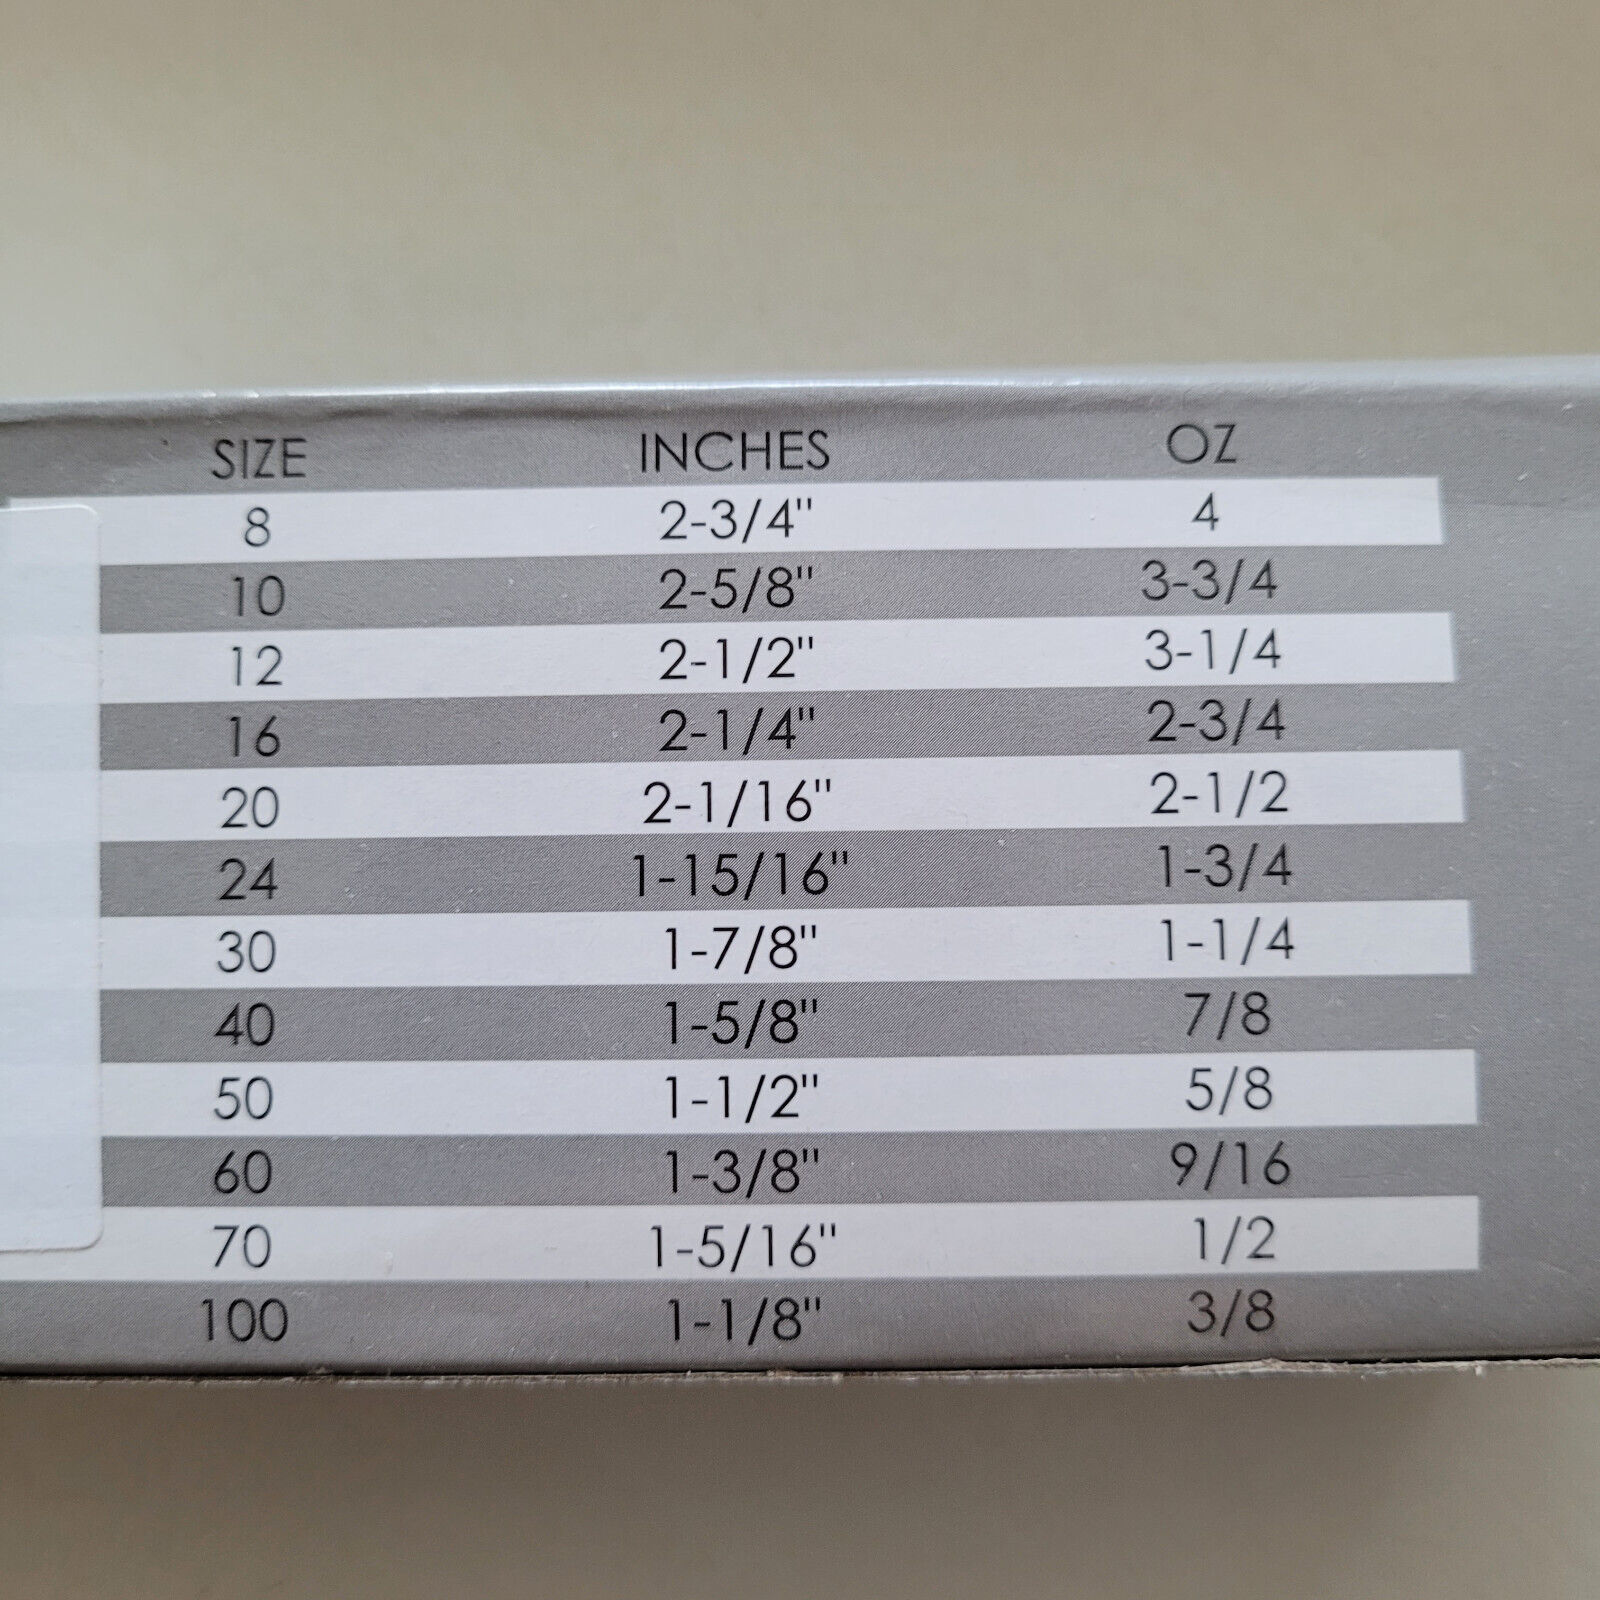 SIZE INCHES OZ
8 2-3/4" 4
10 2-5/8" 3-3/4
12 2-1/2" 3-1/4
16 2-1/4" 2-3/4
20 2-1/16" 2-1/2
24 1-15/16" 1-3/4
30 1-7/8" 1-1/4
40 1-5/8" 7/8
50 1-1/2" 5/8
60 1-3/8" 9/16
70 1-5/16" 1/2
100 1-1/8" 3/8